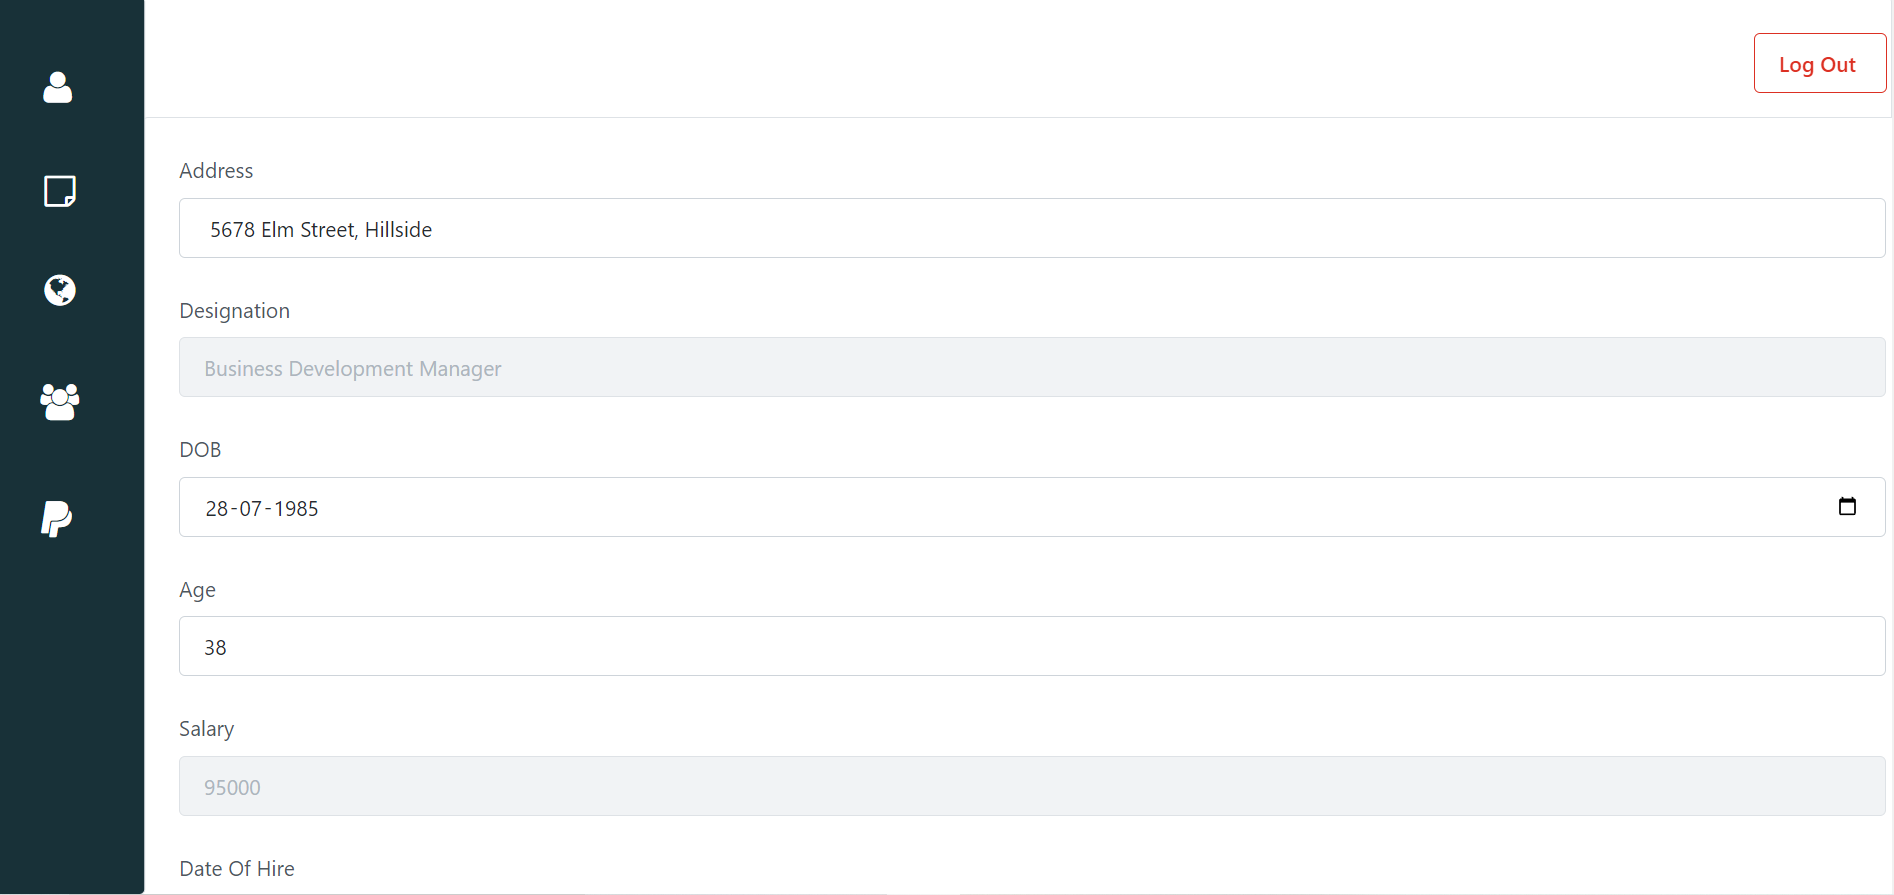 Log Out
Address
5678 Elm Street, Hillside
Designation
Business Development Manager
DOB
28-07-1985
Age
38
Salary
95000
Date Of Hire